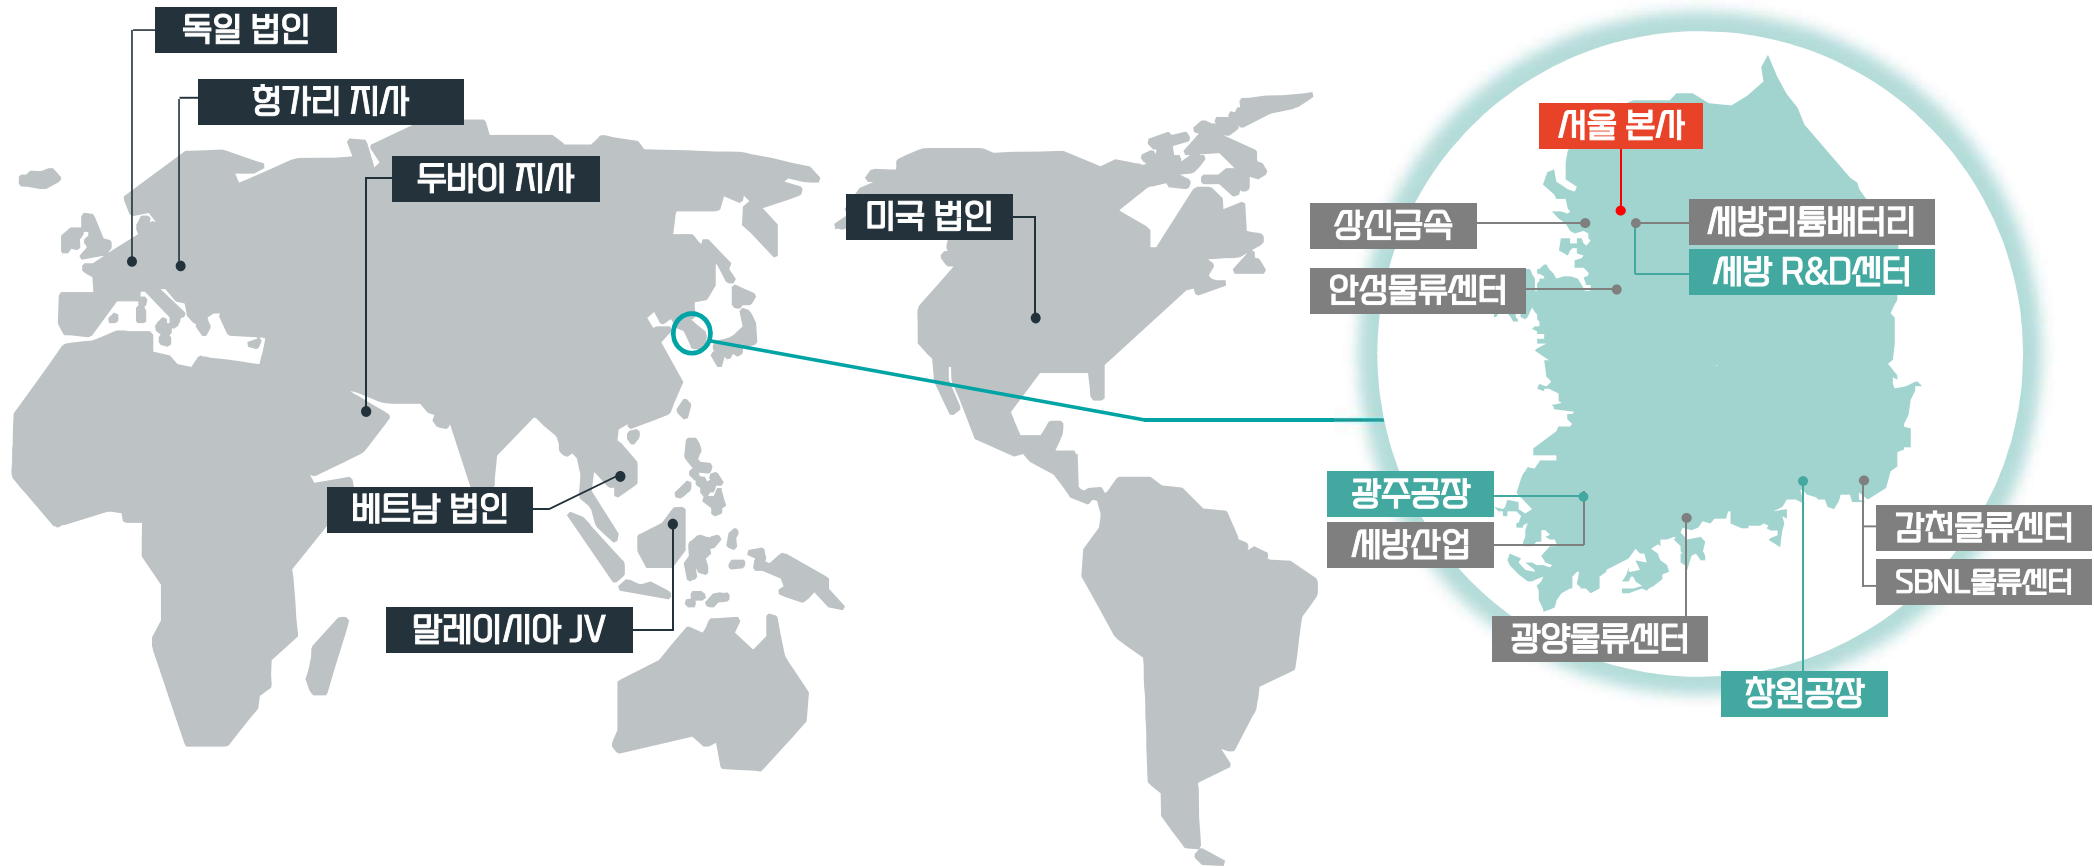 독일 법인
헝가리 지사
두바이 지사
미국 법인
베트남 법인
말레이시아 JV
서울 본사
상신금속
세방리튬배터리
세방 R&D센터
안성물류센터
광주공장
세방산업
감천물류센터
SBNL물류센터
광양물류센터
창원공장